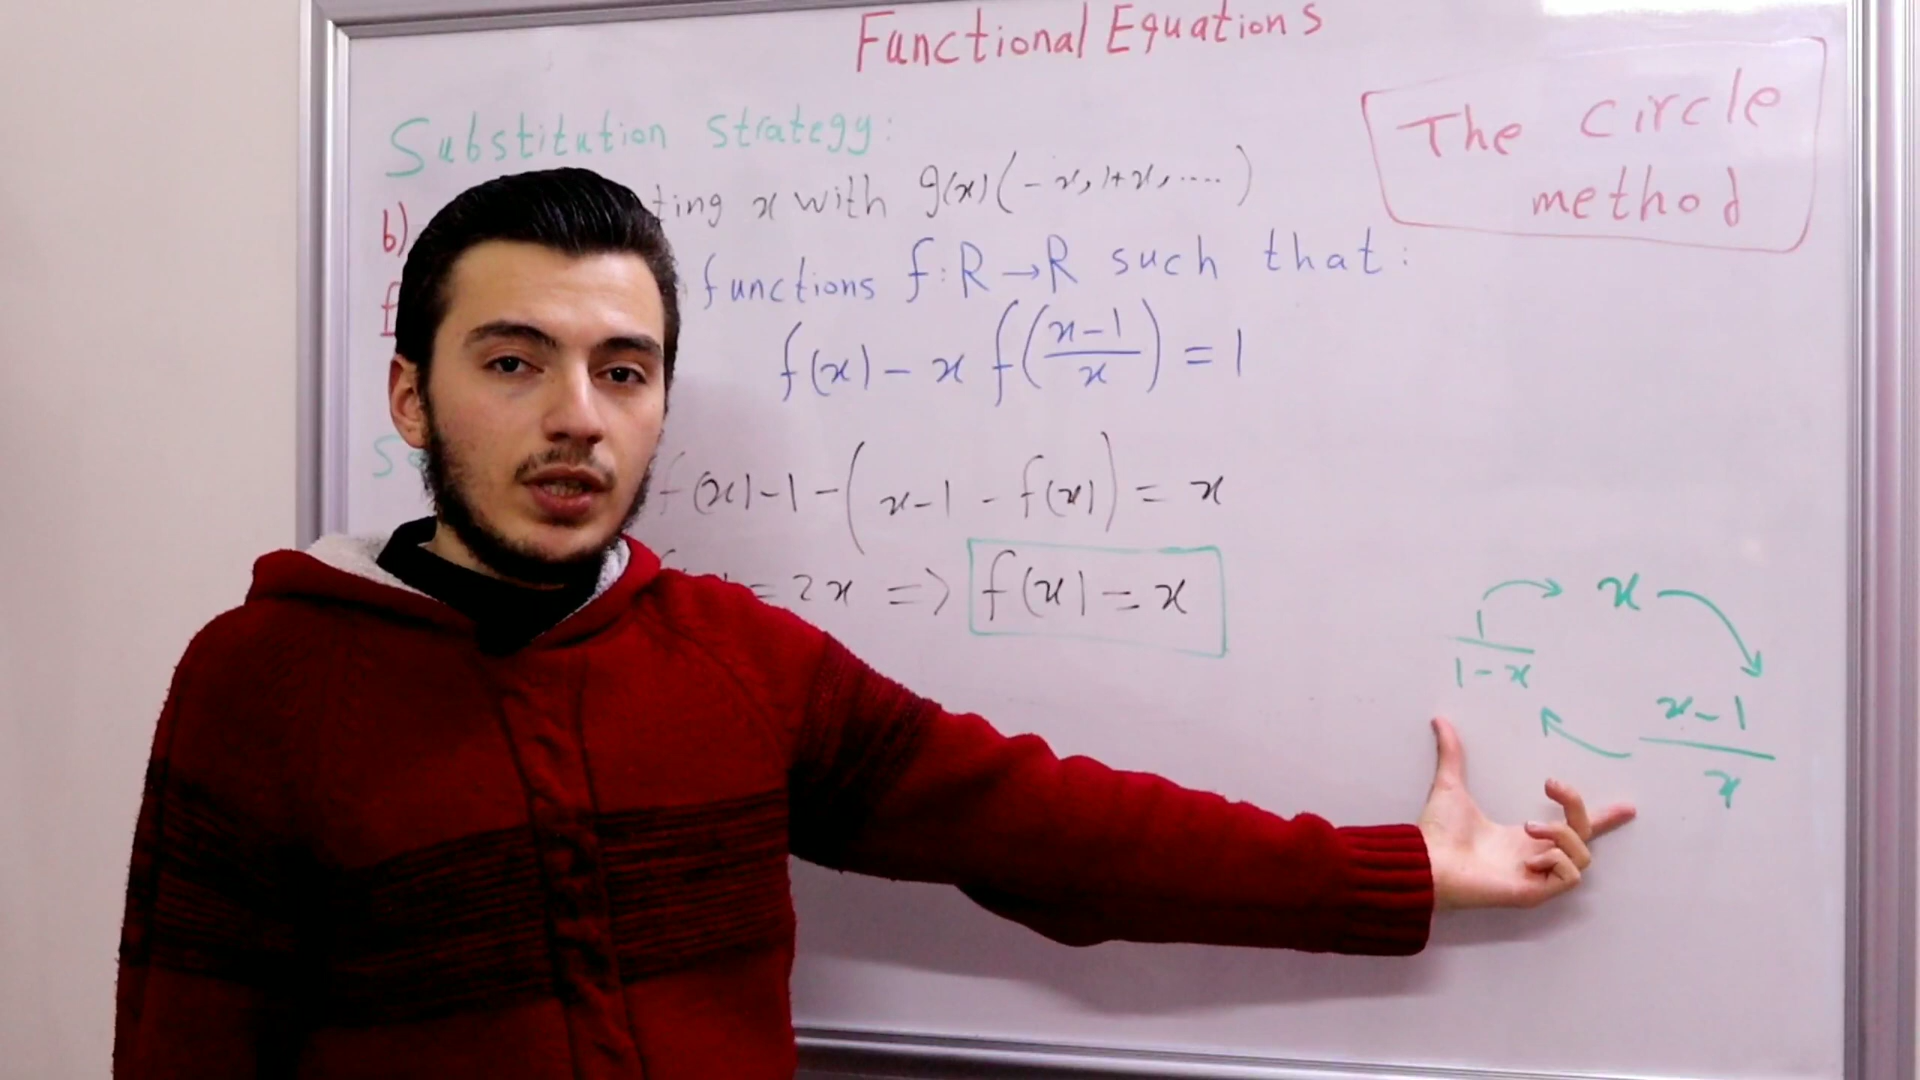 Functional Equations
The circle
method
Substitution strategy:
b) ting x with g(x)(-x, 1+x, ....)
f functions f:R→R such that:
f(x) - x f((x-1)/x) = 1
S
f(x)-1-(x-1-f(x)) = x
= 2x => f(x) = x
1/(1-x) → x
(x-1)/x